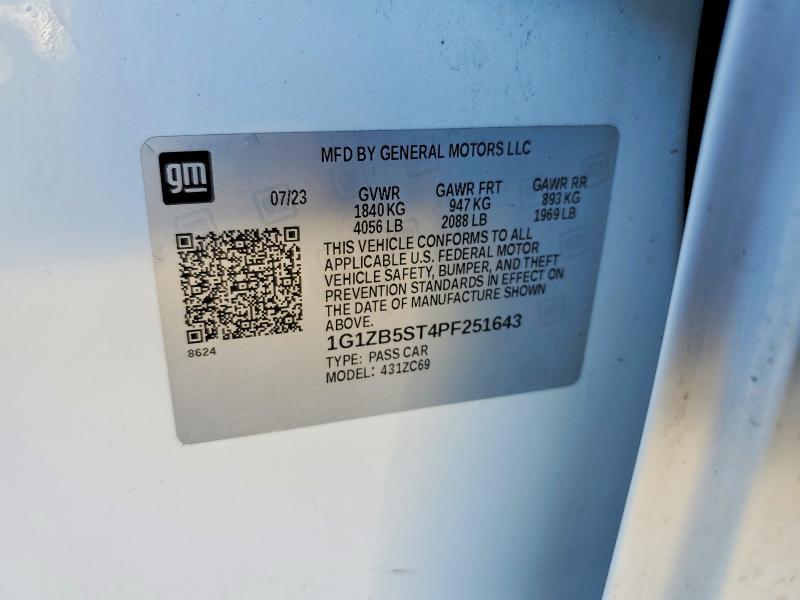 gm
MFD BY GENERAL MOTORS LLC
07/23 GVWR GAWR FRT GAWR RR
1840 KG 947 KG 893 KG
4056 LB 2088 LB 1969 LB
THIS VEHICLE CONFORMS TO ALL
APPLICABLE U.S. FEDERAL MOTOR
VEHICLE SAFETY, BUMPER, AND THEFT
PREVENTION STANDARDS IN EFFECT ON
THE DATE OF MANUFACTURE SHOWN
ABOVE.
8624
1G1ZB5ST4PF251643
TYPE: PASS CAR
MODEL: 431ZC69